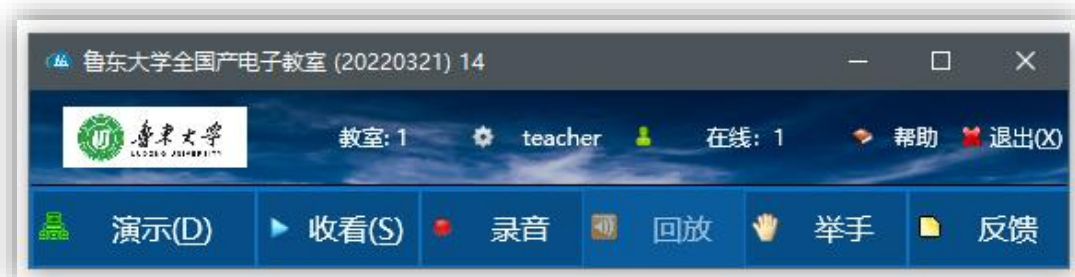 鲁东大学全国产电子教室 (20220321) 14
鲁东大学 教室: 1 teacher 在线: 1 帮助 退出(X)
LUDONG UNIVERSITY
演示(D) 收看(S) 录音 回放 举手 反馈